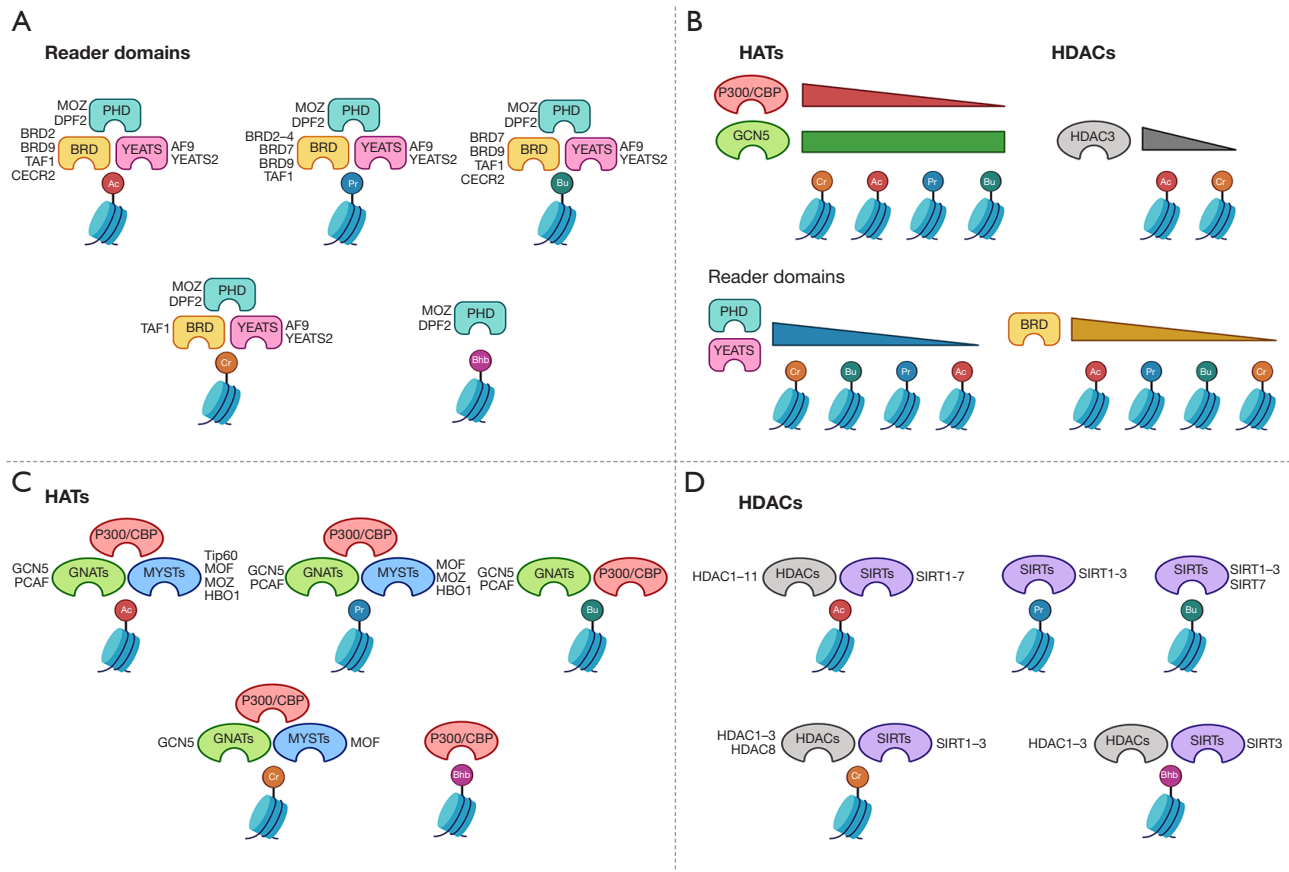 A
Reader domains
MOZ
DPF2
PHD
BRD2
BRD9
TAF1
CECR2
BRD
YEATS
AF9
YEATS2
Ac
MOZ
DPF2
PHD
BRD2–4
BRD7
BRD9
TAF1
BRD
YEATS
AF9
YEATS2
Pr
MOZ
DPF2
PHD
BRD7
BRD9
TAF1
CECR2
BRD
YEATS
AF9
YEATS2
Bu
MOZ
DPF2
PHD
TAF1
BRD
YEATS
AF9
YEATS2
Cr
MOZ
DPF2
PHD
Bhb
B
HATs
P300/CBP
GCN5
Cr
Ac
Pr
Bu
HDACs
HDAC3
Ac
Cr
Reader domains
PHD
YEATS
Cr
Bu
Pr
Ac
BRD
Ac
Pr
Bu
Cr
C
HATs
P300/CBP
GCN5
PCAF
GNATs
MYSTs
Tip60
MOF
MOZ
HBO1
Ac
P300/CBP
GCN5
PCAF
GNATs
MYSTs
MOF
MOZ
HBO1
Pr
GCN5
PCAF
GNATs
P300/CBP
Bu
P300/CBP
GCN5
GNATs
MYSTs
MOF
Cr
P300/CBP
Bhb
D
HDACs
HDAC1–11
HDACs
SIRTs
SIRT1-7
Ac
SIRTs
SIRT1-3
Pr
SIRTs
SIRT1–3
SIRT7
Bu
HDAC1–3
HDAC8
HDACs
SIRTs
SIRT1–3
Cr
HDAC1–3
HDACs
SIRTs
SIRT3
Bhb